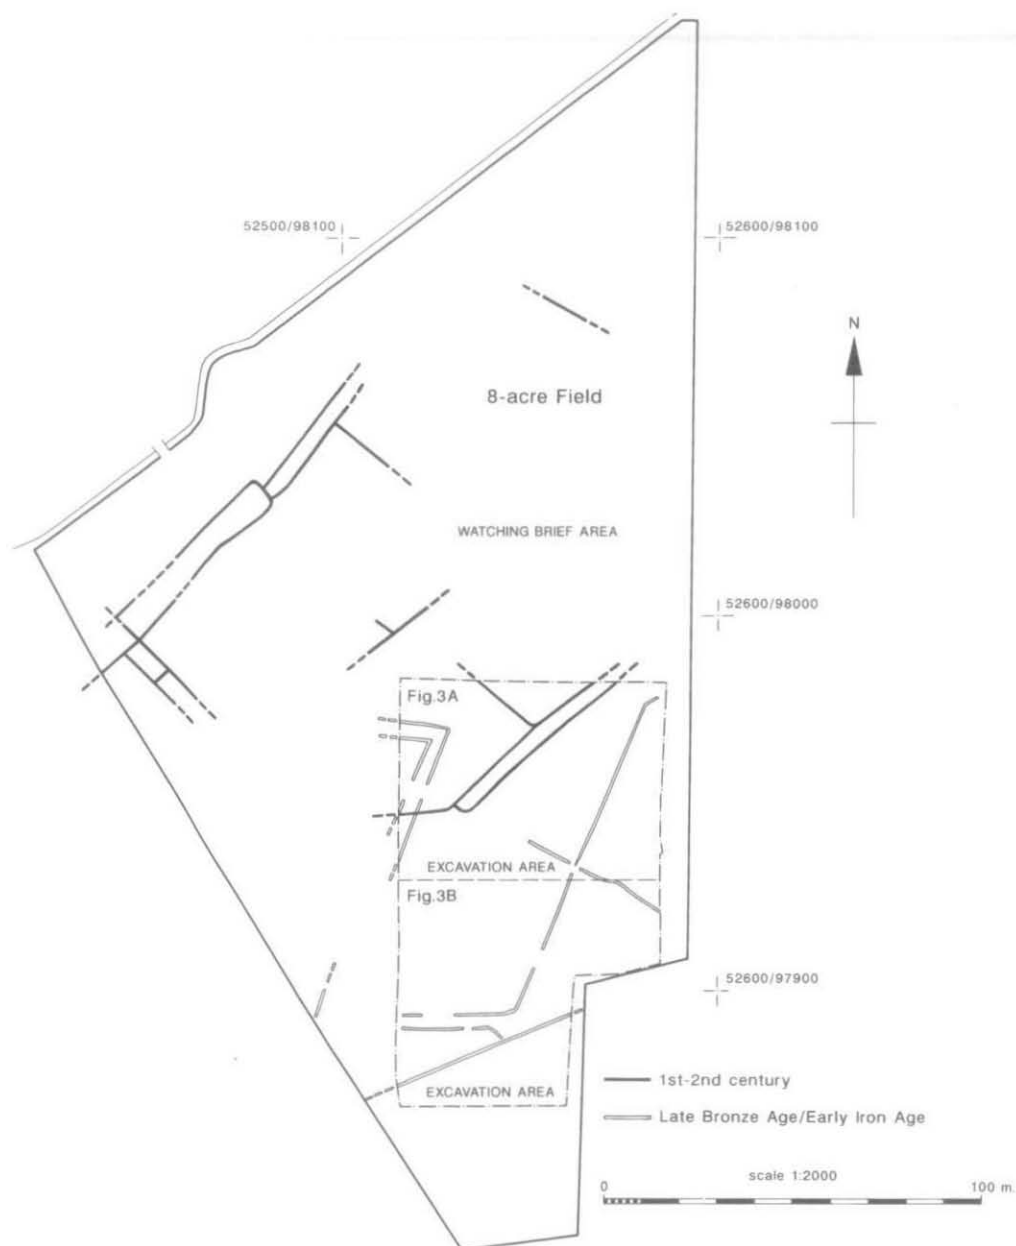 52500/98100
52600/98100
N
8-acre Field
WATCHING BRIEF AREA
52600/98000
Fig.3A
EXCAVATION AREA
Fig.3B
52600/97900
1st-2nd century
EXCAVATION AREA
Late Bronze Age/Early Iron Age
scale 1:2000
0
100 m.